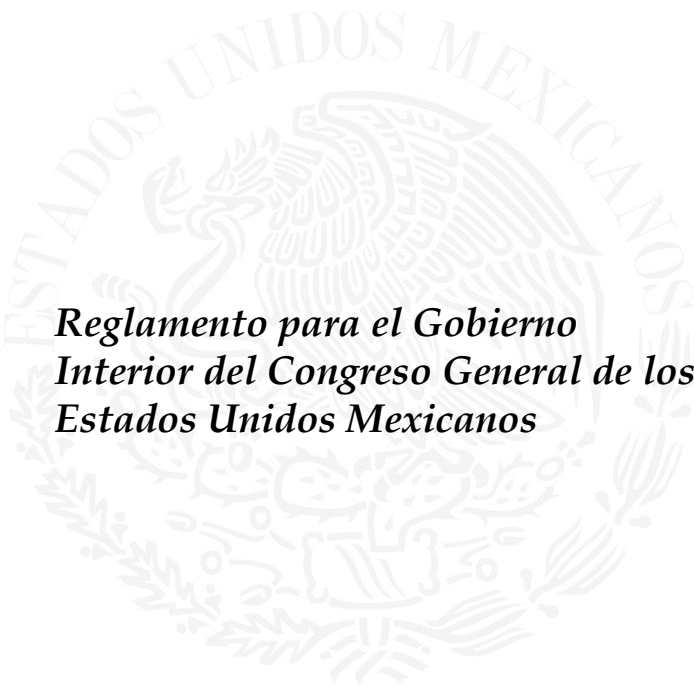 ESTADOS UNIDOS MEXICANOS
Reglamento para el Gobierno
Interior del Congreso General de los
Estados Unidos Mexicanos